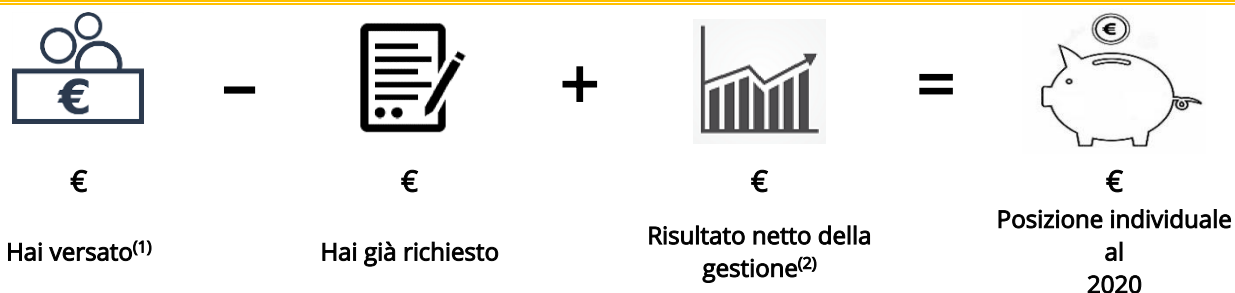 €
€
− + =
€ € € €
Hai versato(1)
Hai già richiesto
Risultato netto della
gestione(2)
Posizione individuale
al
2020